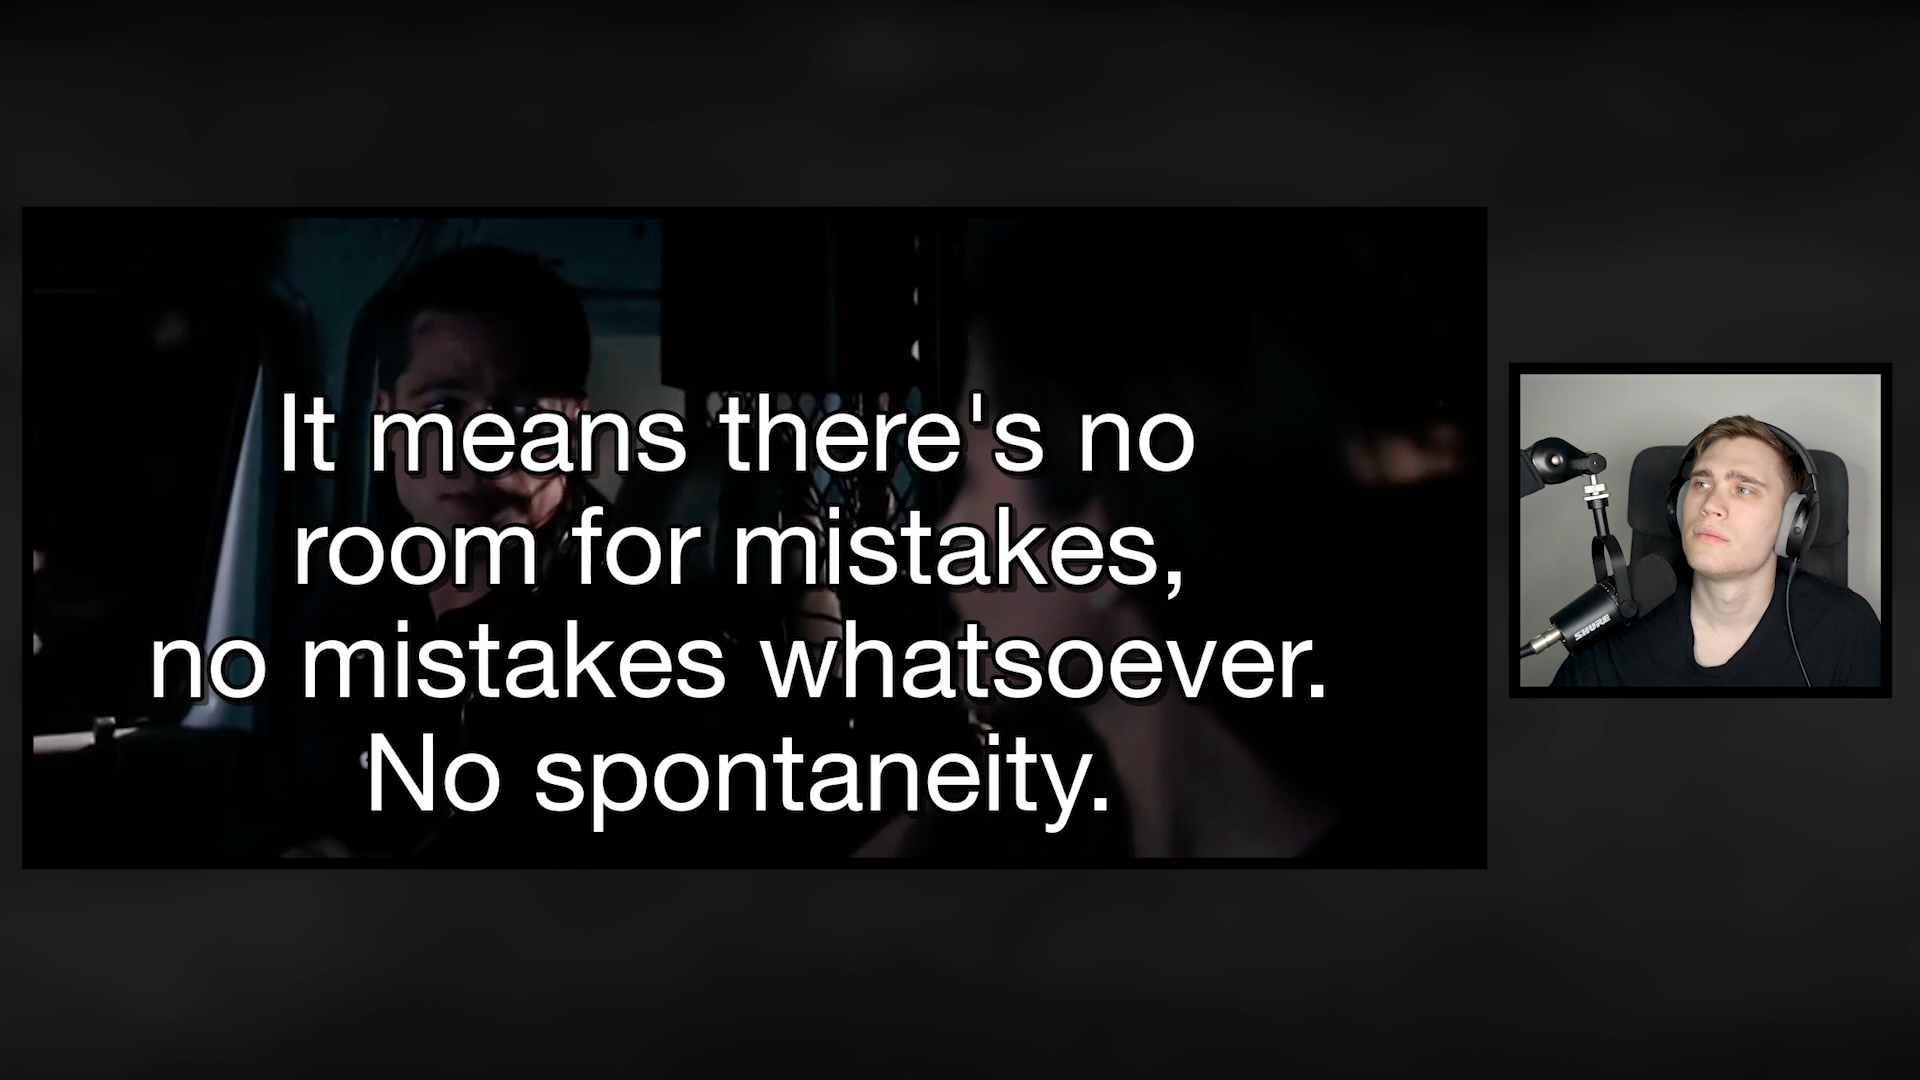 It means there's no
room for mistakes,
no mistakes whatsoever.
No spontaneity.
SHURE